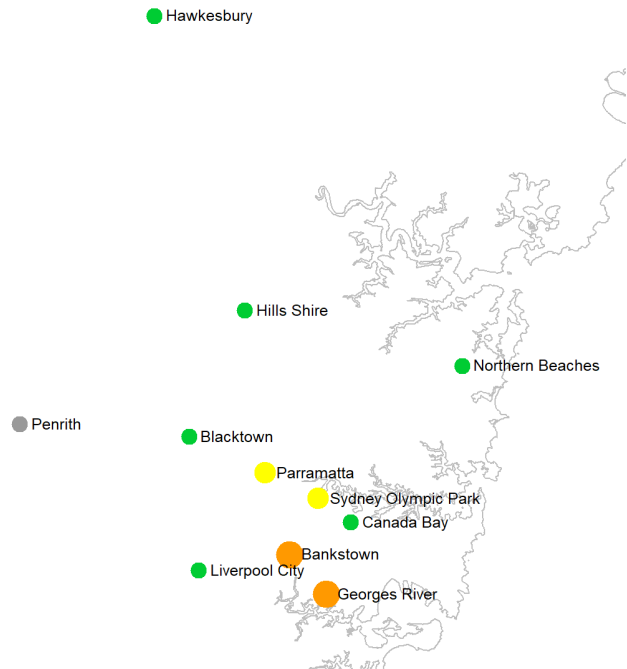 Hawkesbury
Hills Shire
Northern Beaches
Penrith
Blacktown
Parramatta
Sydney Olympic Park
Canada Bay
Bankstown
Liverpool City
Georges River